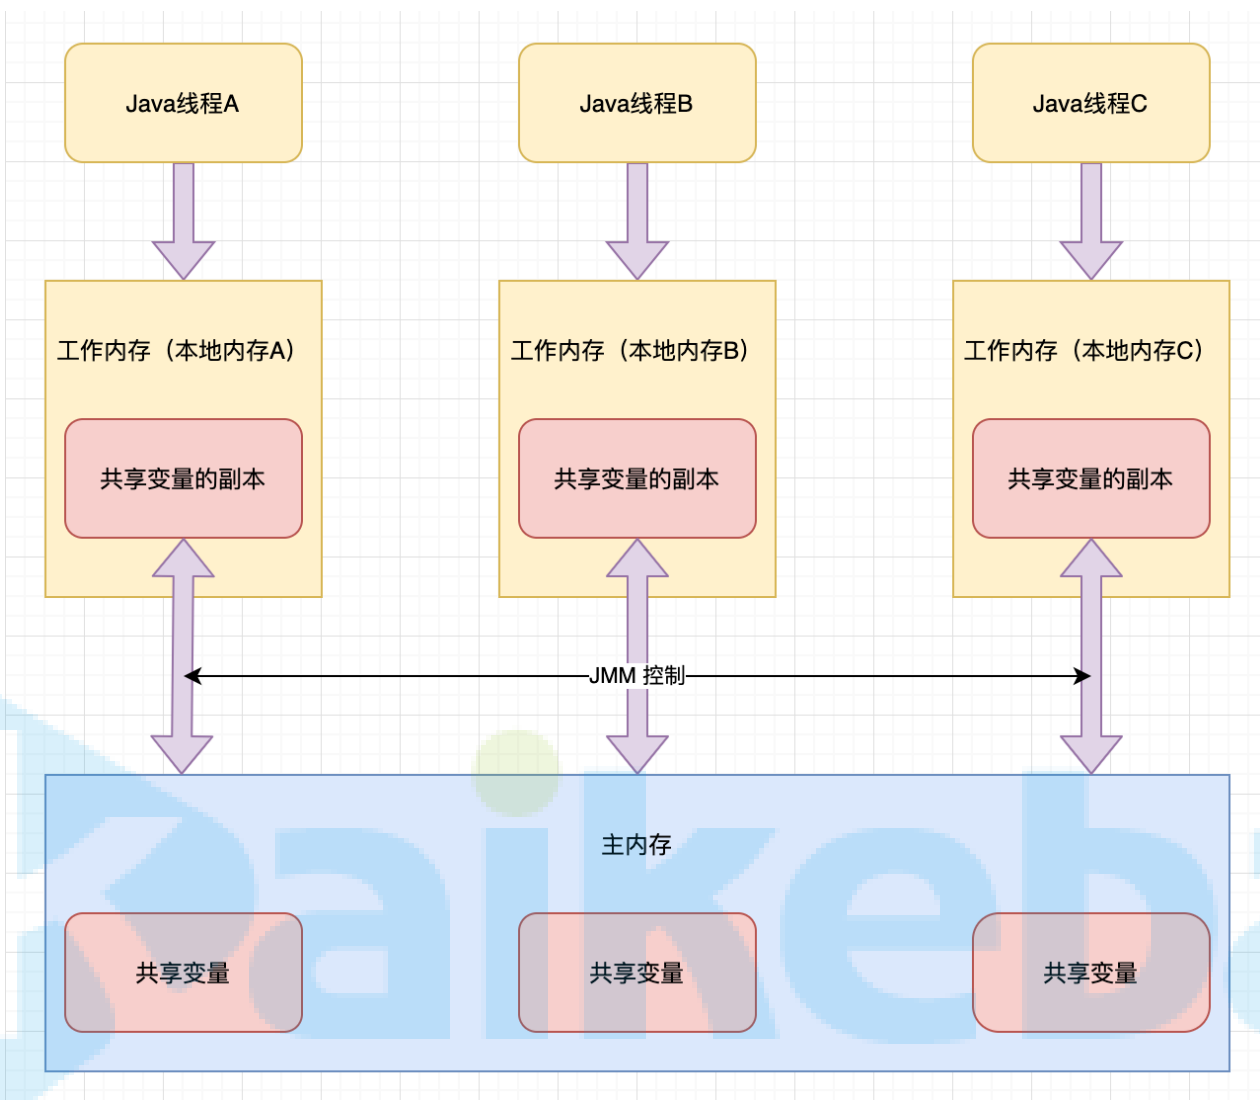 Java线程A
Java线程B
Java线程C
工作内存（本地内存A）
工作内存（本地内存B）
工作内存（本地内存C）
共享变量的副本
共享变量的副本
共享变量的副本
JMM 控制
主内存
共享变量
共享变量
共享变量
kaikeb